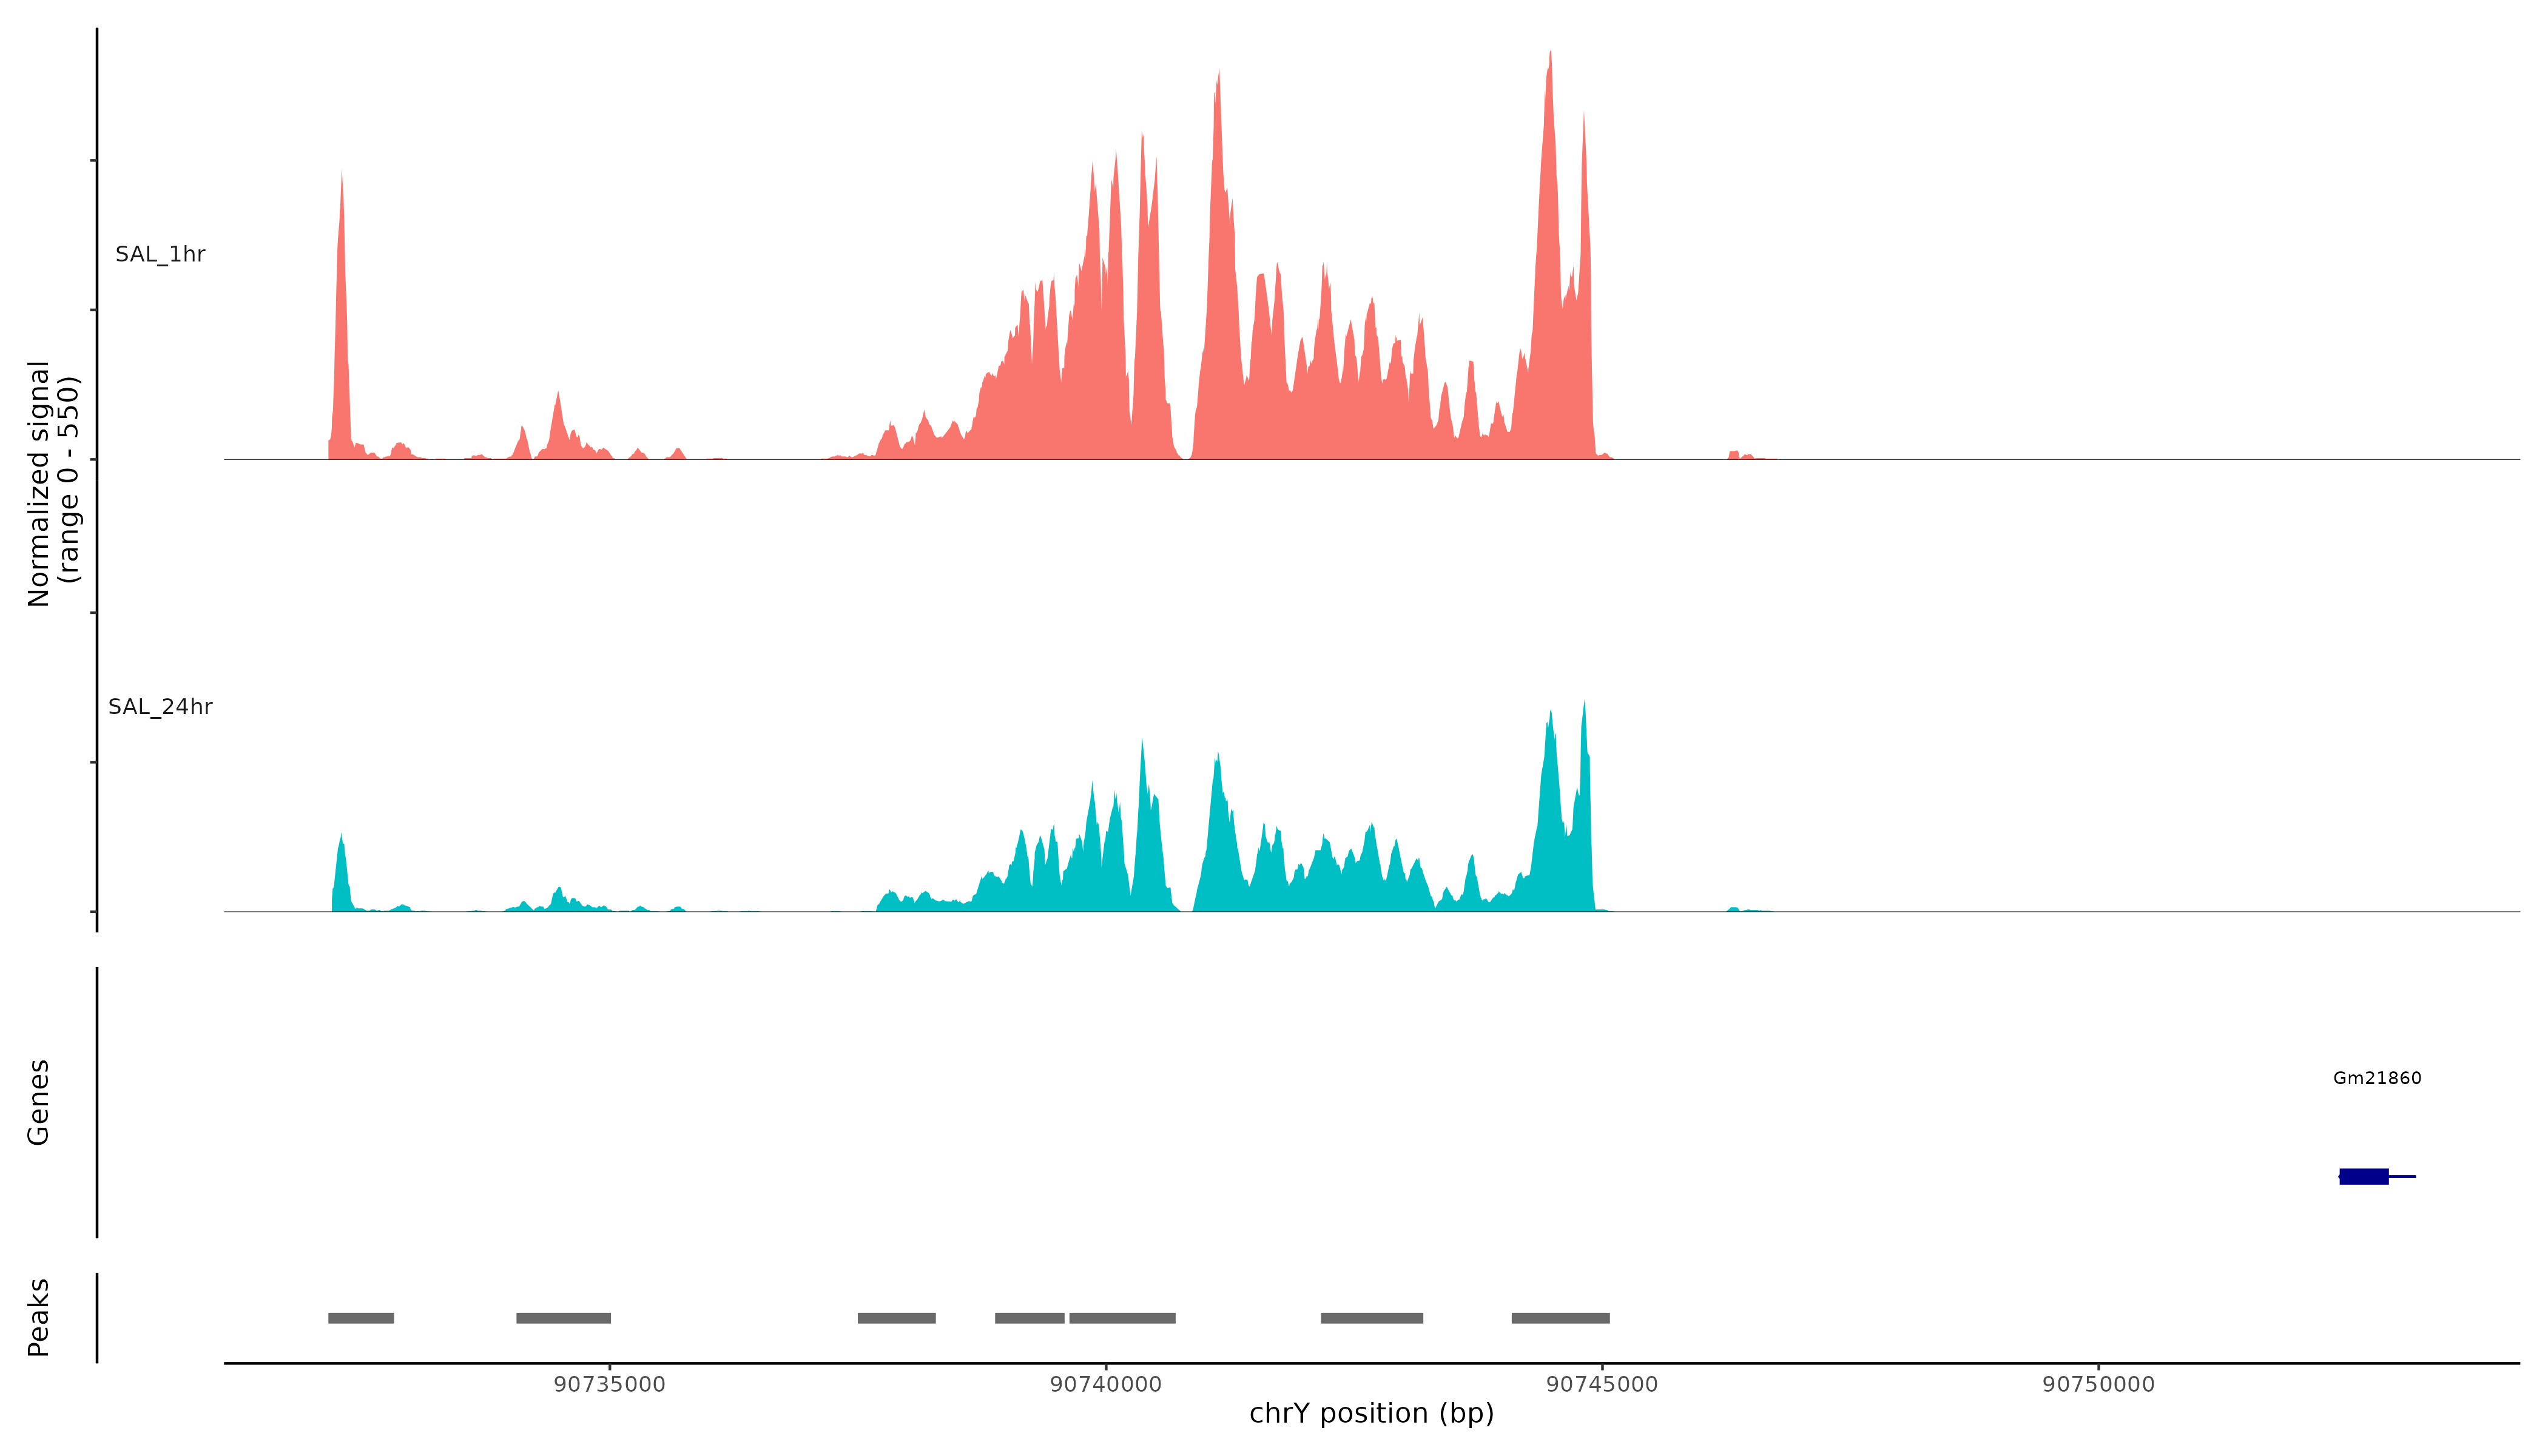 SAL_1hr
Normalized signal
(range 0 - 550)
SAL_24hr
Genes
Gm21860
Peaks
90735000 90740000 90745000 90750000
chrY position (bp)